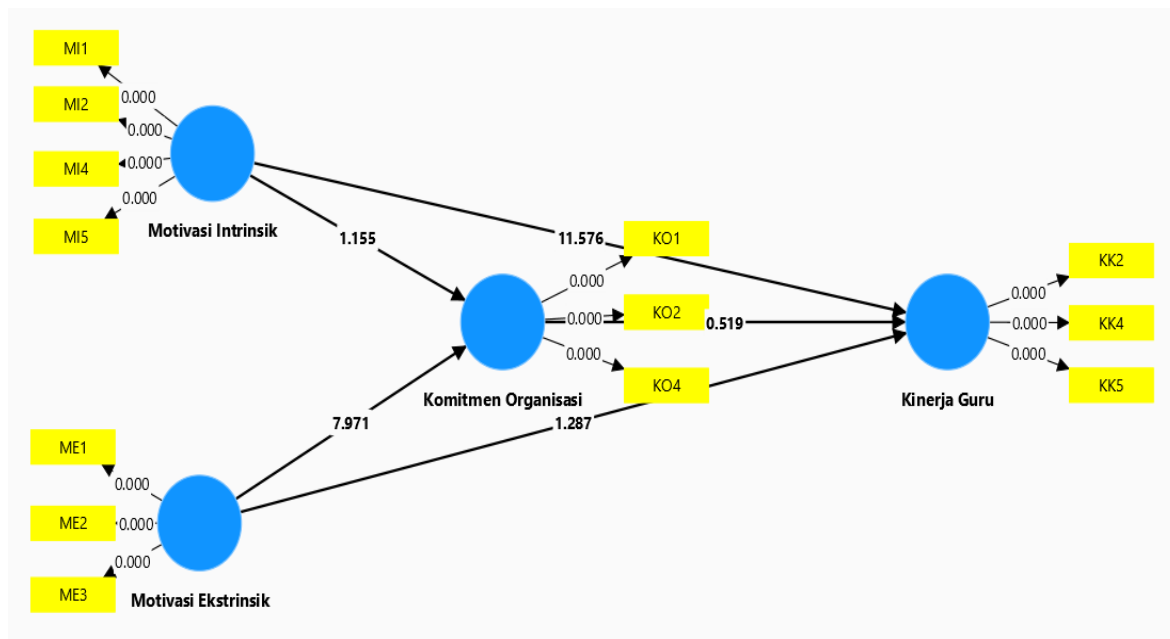 MI1
0.000
MI2
0.000
MI4
0.000
MI5
0.000
Motivasi Intrinsik
1.155
11.576
KO1
0.000
KO2
0.000
0.519
KO4
0.000
Komitmen Organisasi
KK2
0.000
KK4
0.000
KK5
0.000
Kinerja Guru
7.971
1.287
ME1
0.000
ME2
0.000
ME3
0.000
Motivasi Ekstrinsik